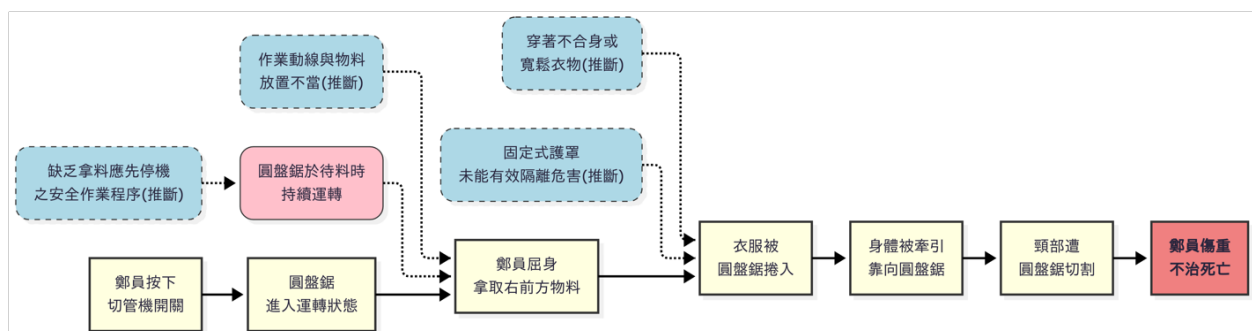 作業動線與物料
放置不當(推斷)
穿著不合身或
寬鬆衣物(推斷)
缺乏拿料應先停機
之安全作業程序(推斷)
圓盤鋸於待料時
持續運轉
固定式護罩
未能有效隔離危害(推斷)
鄭員按下
切管機開關
圓盤鋸
進入運轉狀態
鄭員屈身
拿取右前方物料
衣服被
圓盤鋸捲入
身體被牽引
靠向圓盤鋸
頸部遭
圓盤鋸切割
鄭員傷重
不治死亡